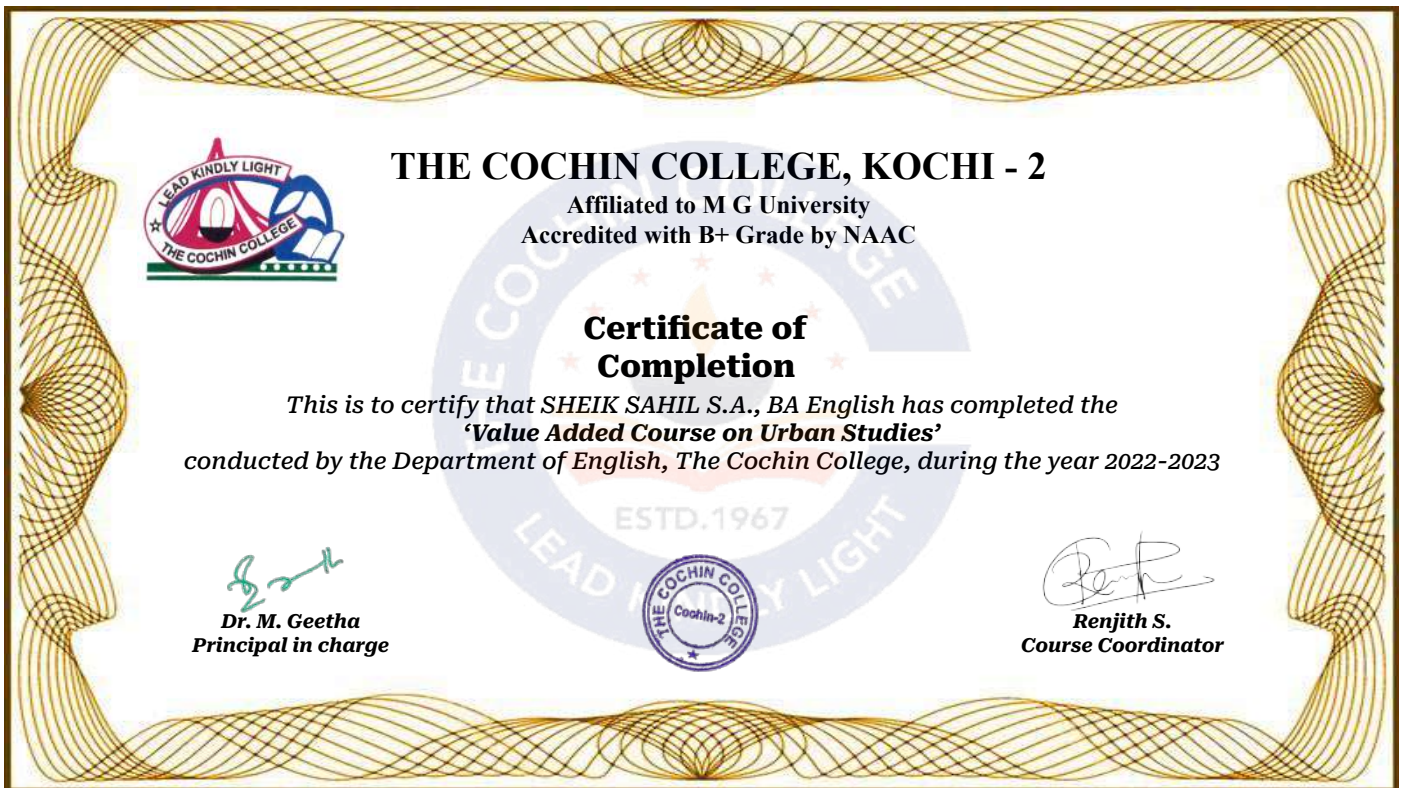 LEAD KINDLY LIGHT
THE COCHIN COLLEGE
THE COCHIN COLLEGE, KOCHI - 2
Affiliated to M G University
Accredited with B+ Grade by NAAC
THE COCHIN COLLEGE
Certificate of
Completion
This is to certify that SHEIK SAHIL S.A., BA English has completed the
‘Value Added Course on Urban Studies’
conducted by the Department of English, The Cochin College, during the year 2022-2023
ESTD.1967
LEAD KINDLY LIGHT
THE COCHIN COLLEGE
Cochin-2
Dr. M. Geetha
Principal in charge
Renjith S.
Course Coordinator